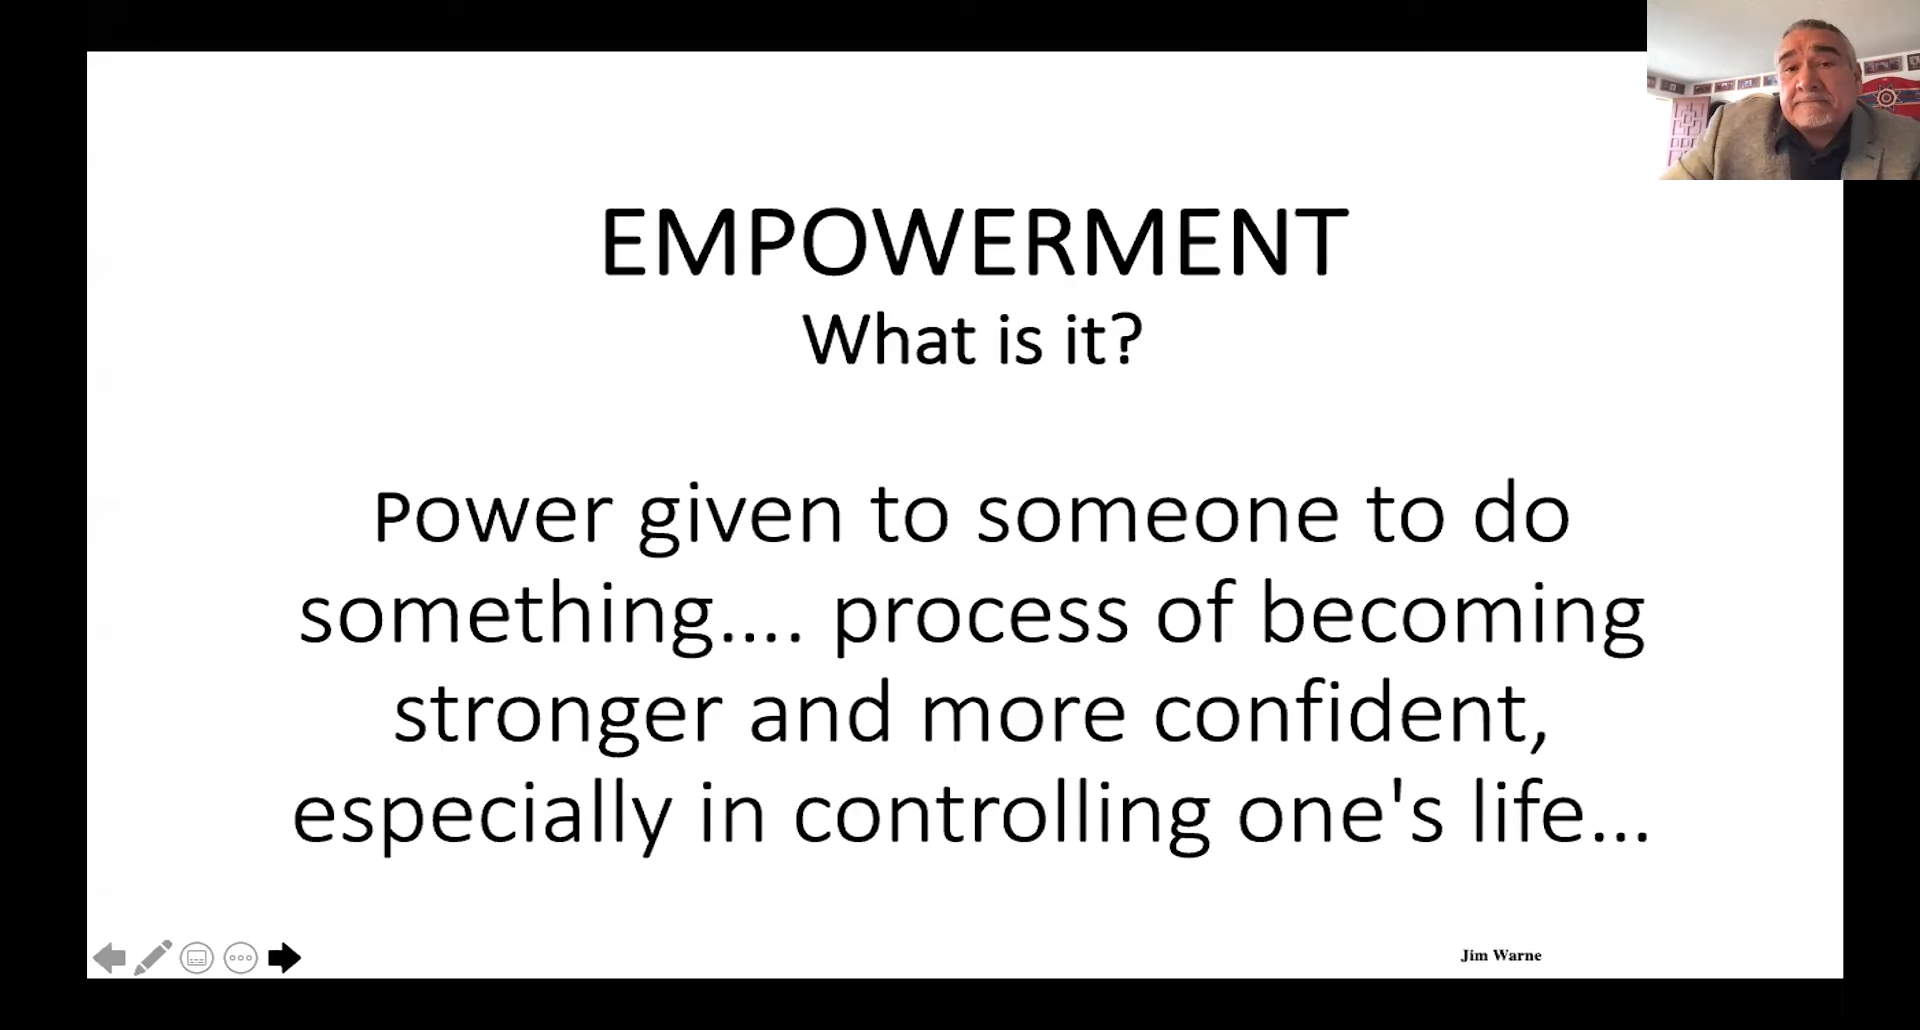 EMPOWERMENT
What is it?
Power given to someone to do
something.... process of becoming
stronger and more confident,
especially in controlling one's life...
Jim Warne